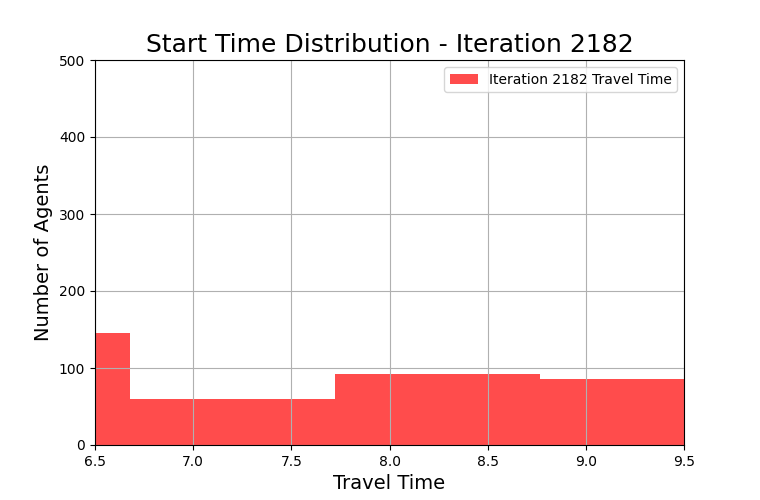 Start Time Distribution - Iteration 2182
Iteration 2182 Travel Time
Number of Agents
500
400
300
200
100
0
6.5 7.0 7.5 8.0 8.5 9.0 9.5
Travel Time